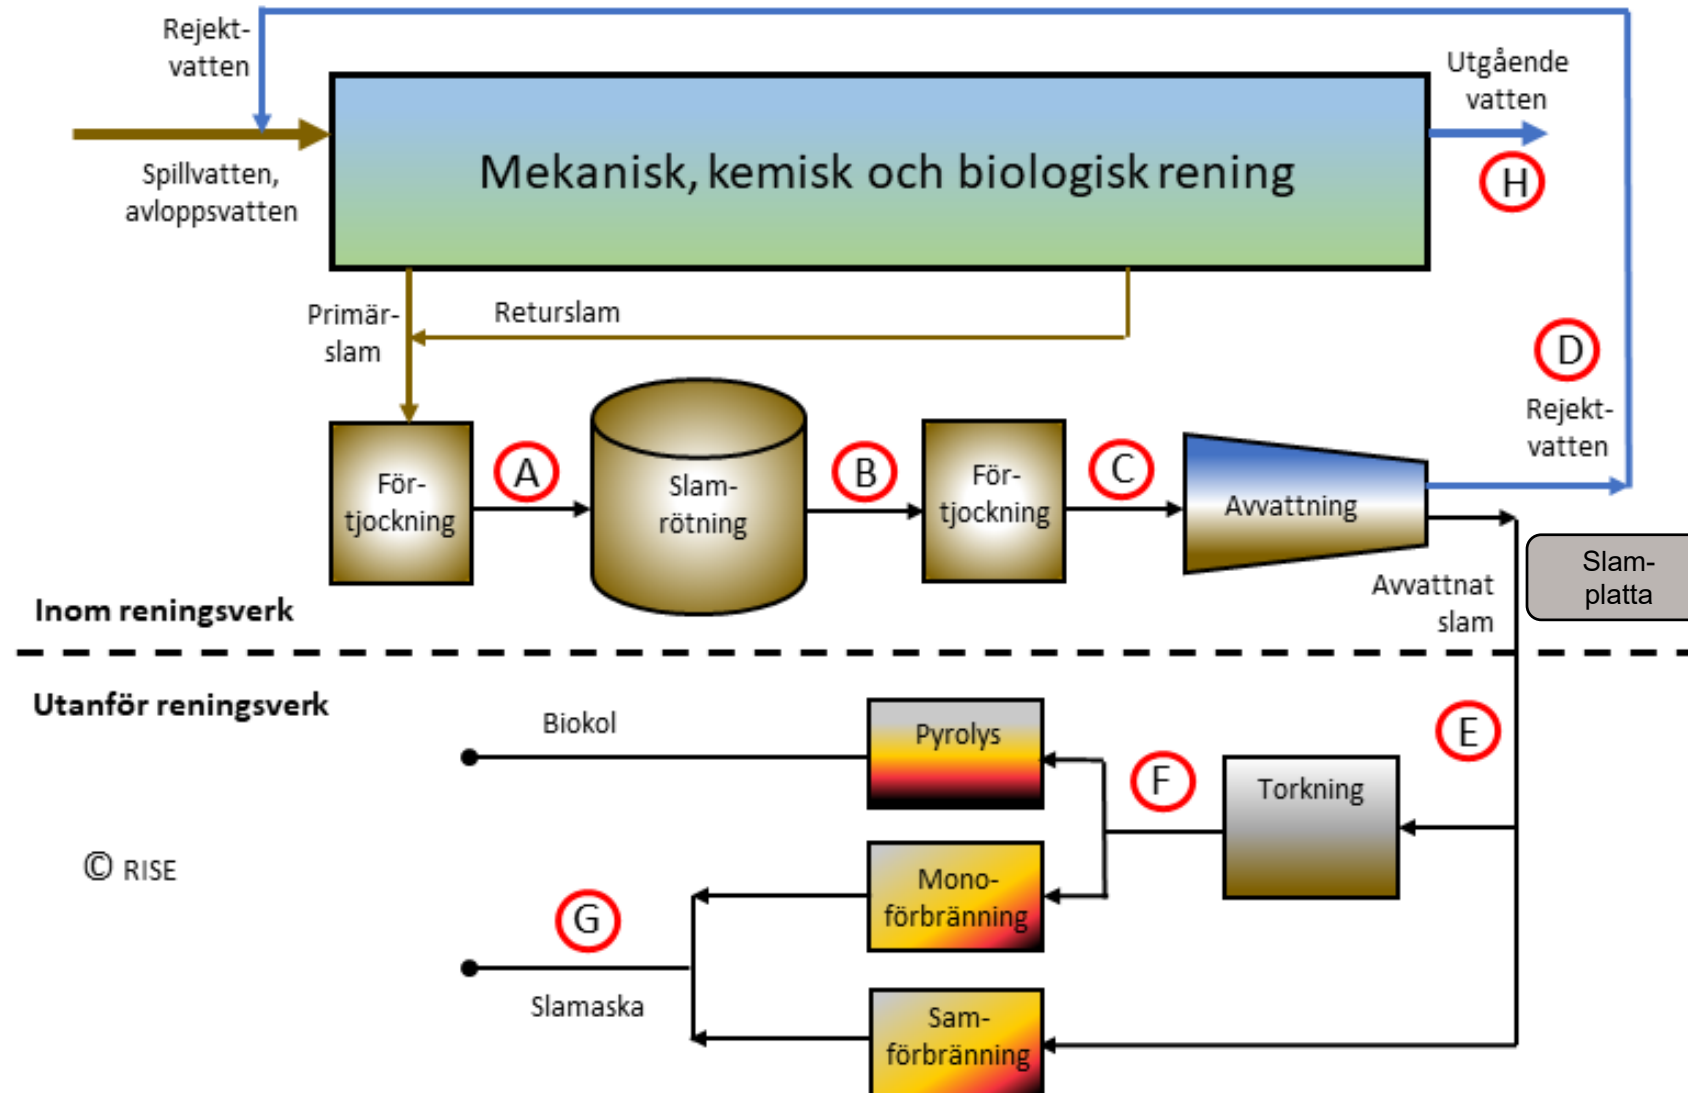 Rejekt-
vatten
Utgående
vatten
Mekanisk, kemisk och biologisk rening
H
Spillvatten,
avloppsvatten
Primär-
slam
Returslam
D
Rejekt-
vatten
För-
tjockning
A
Slam-
rötning
B
För-
tjockning
C
Avvattning
Slam-
platta
Avvattnat
slam
Inom reningsverk
Utanför reningsverk
Biokol
Pyrolys
E
F
Torkning
© RISE
Mono-
förbränning
G
Slamaska
Sam-
förbränning